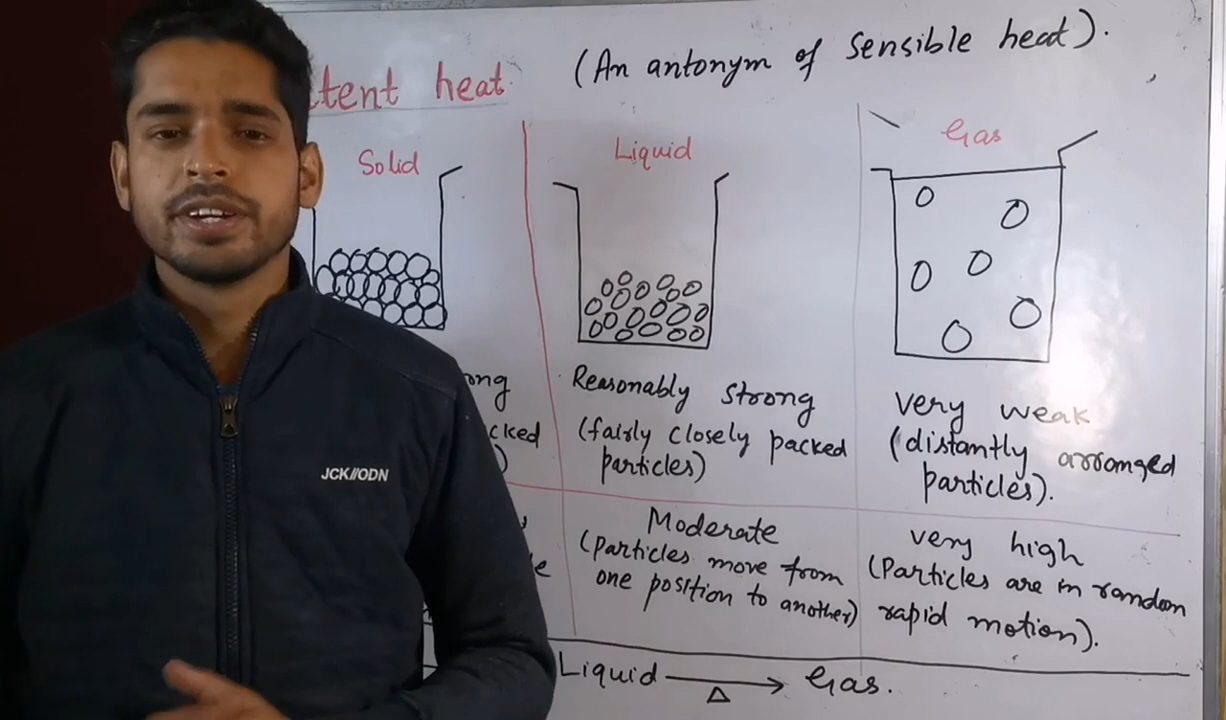 (An antonym of sensible heat).
heat
Solid
Liquid
Gas
Reasonably strong
(fairly closely packed
particles)
very weak
(distantly arranged
particles).
Moderate
(Particles move from
one position to another)
very high
(Particles are in random
rapid motion).
Liquid → Gas.
Δ
JCK//ODN